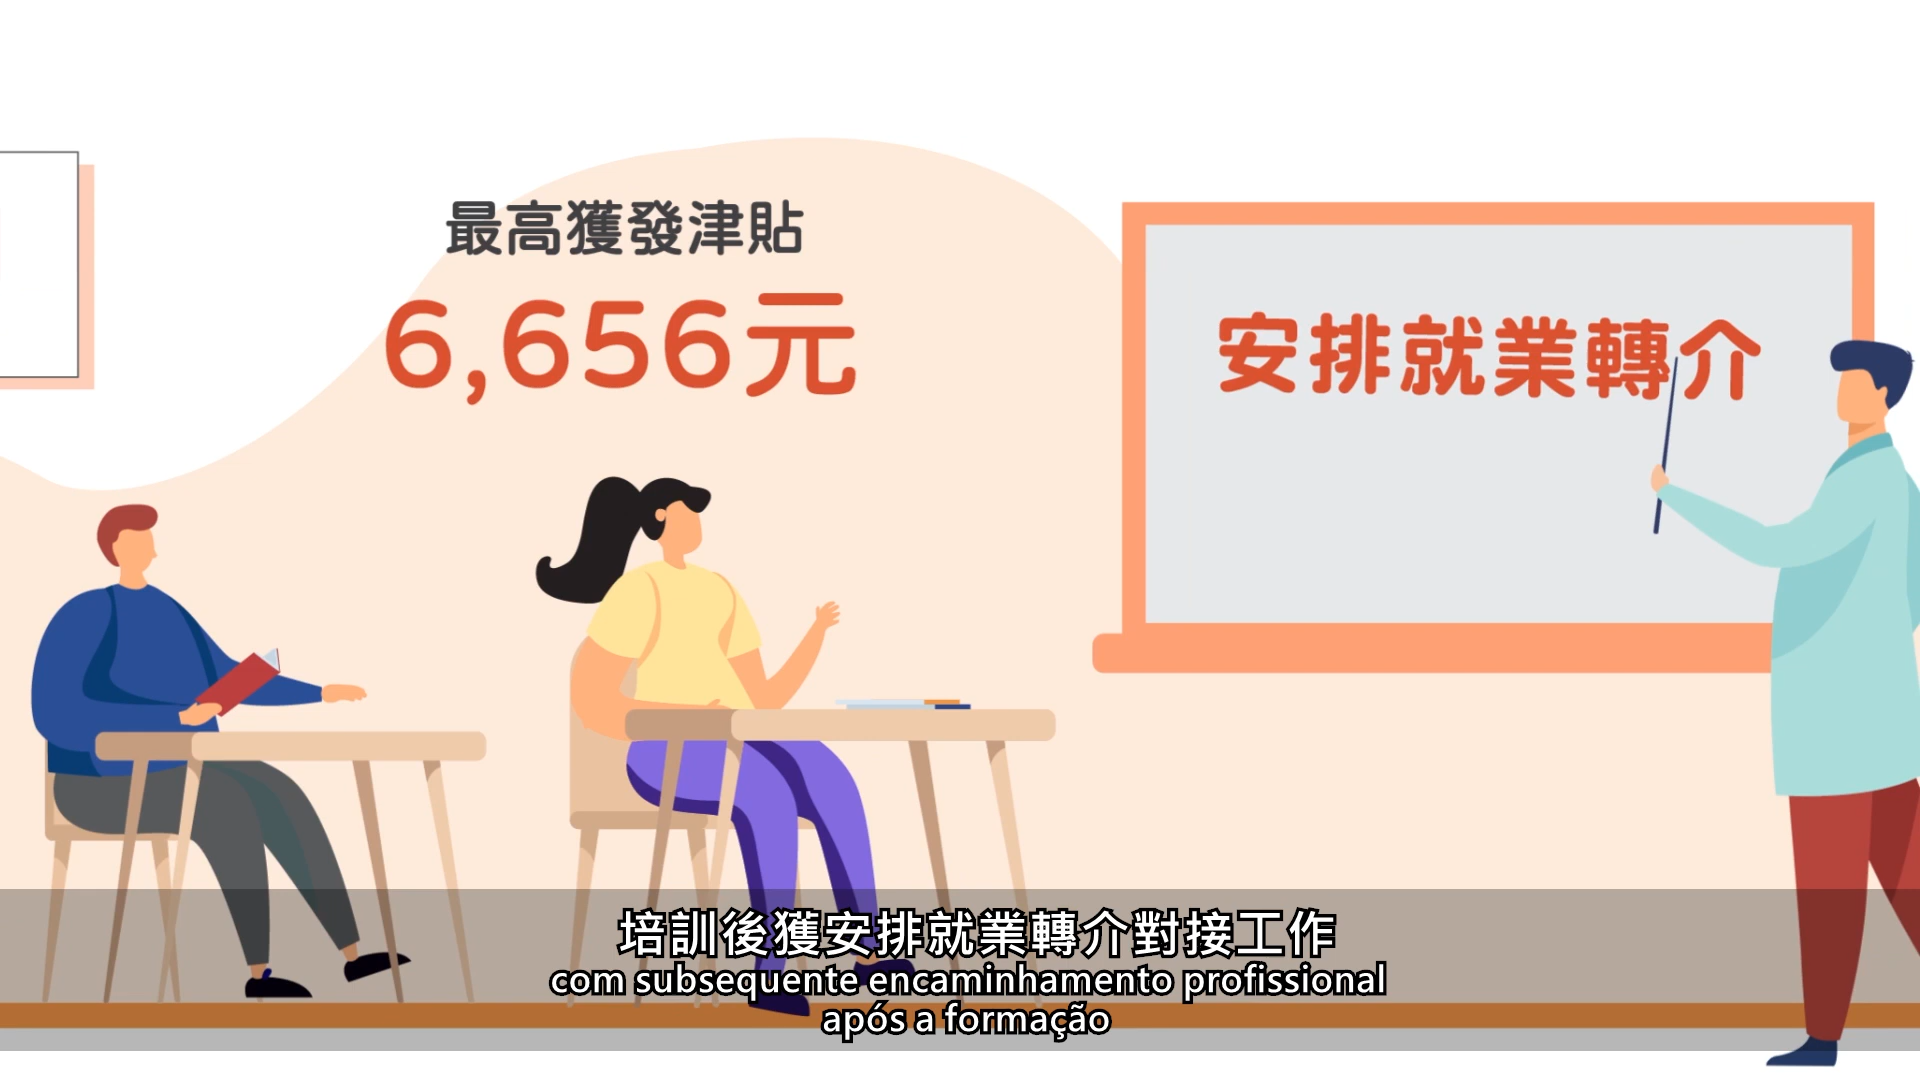 最高獲發津貼
6,656元
安排就業轉介
培訓後獲安排就業轉介對接工作
com subsequente encaminhamento profissional
após a formação